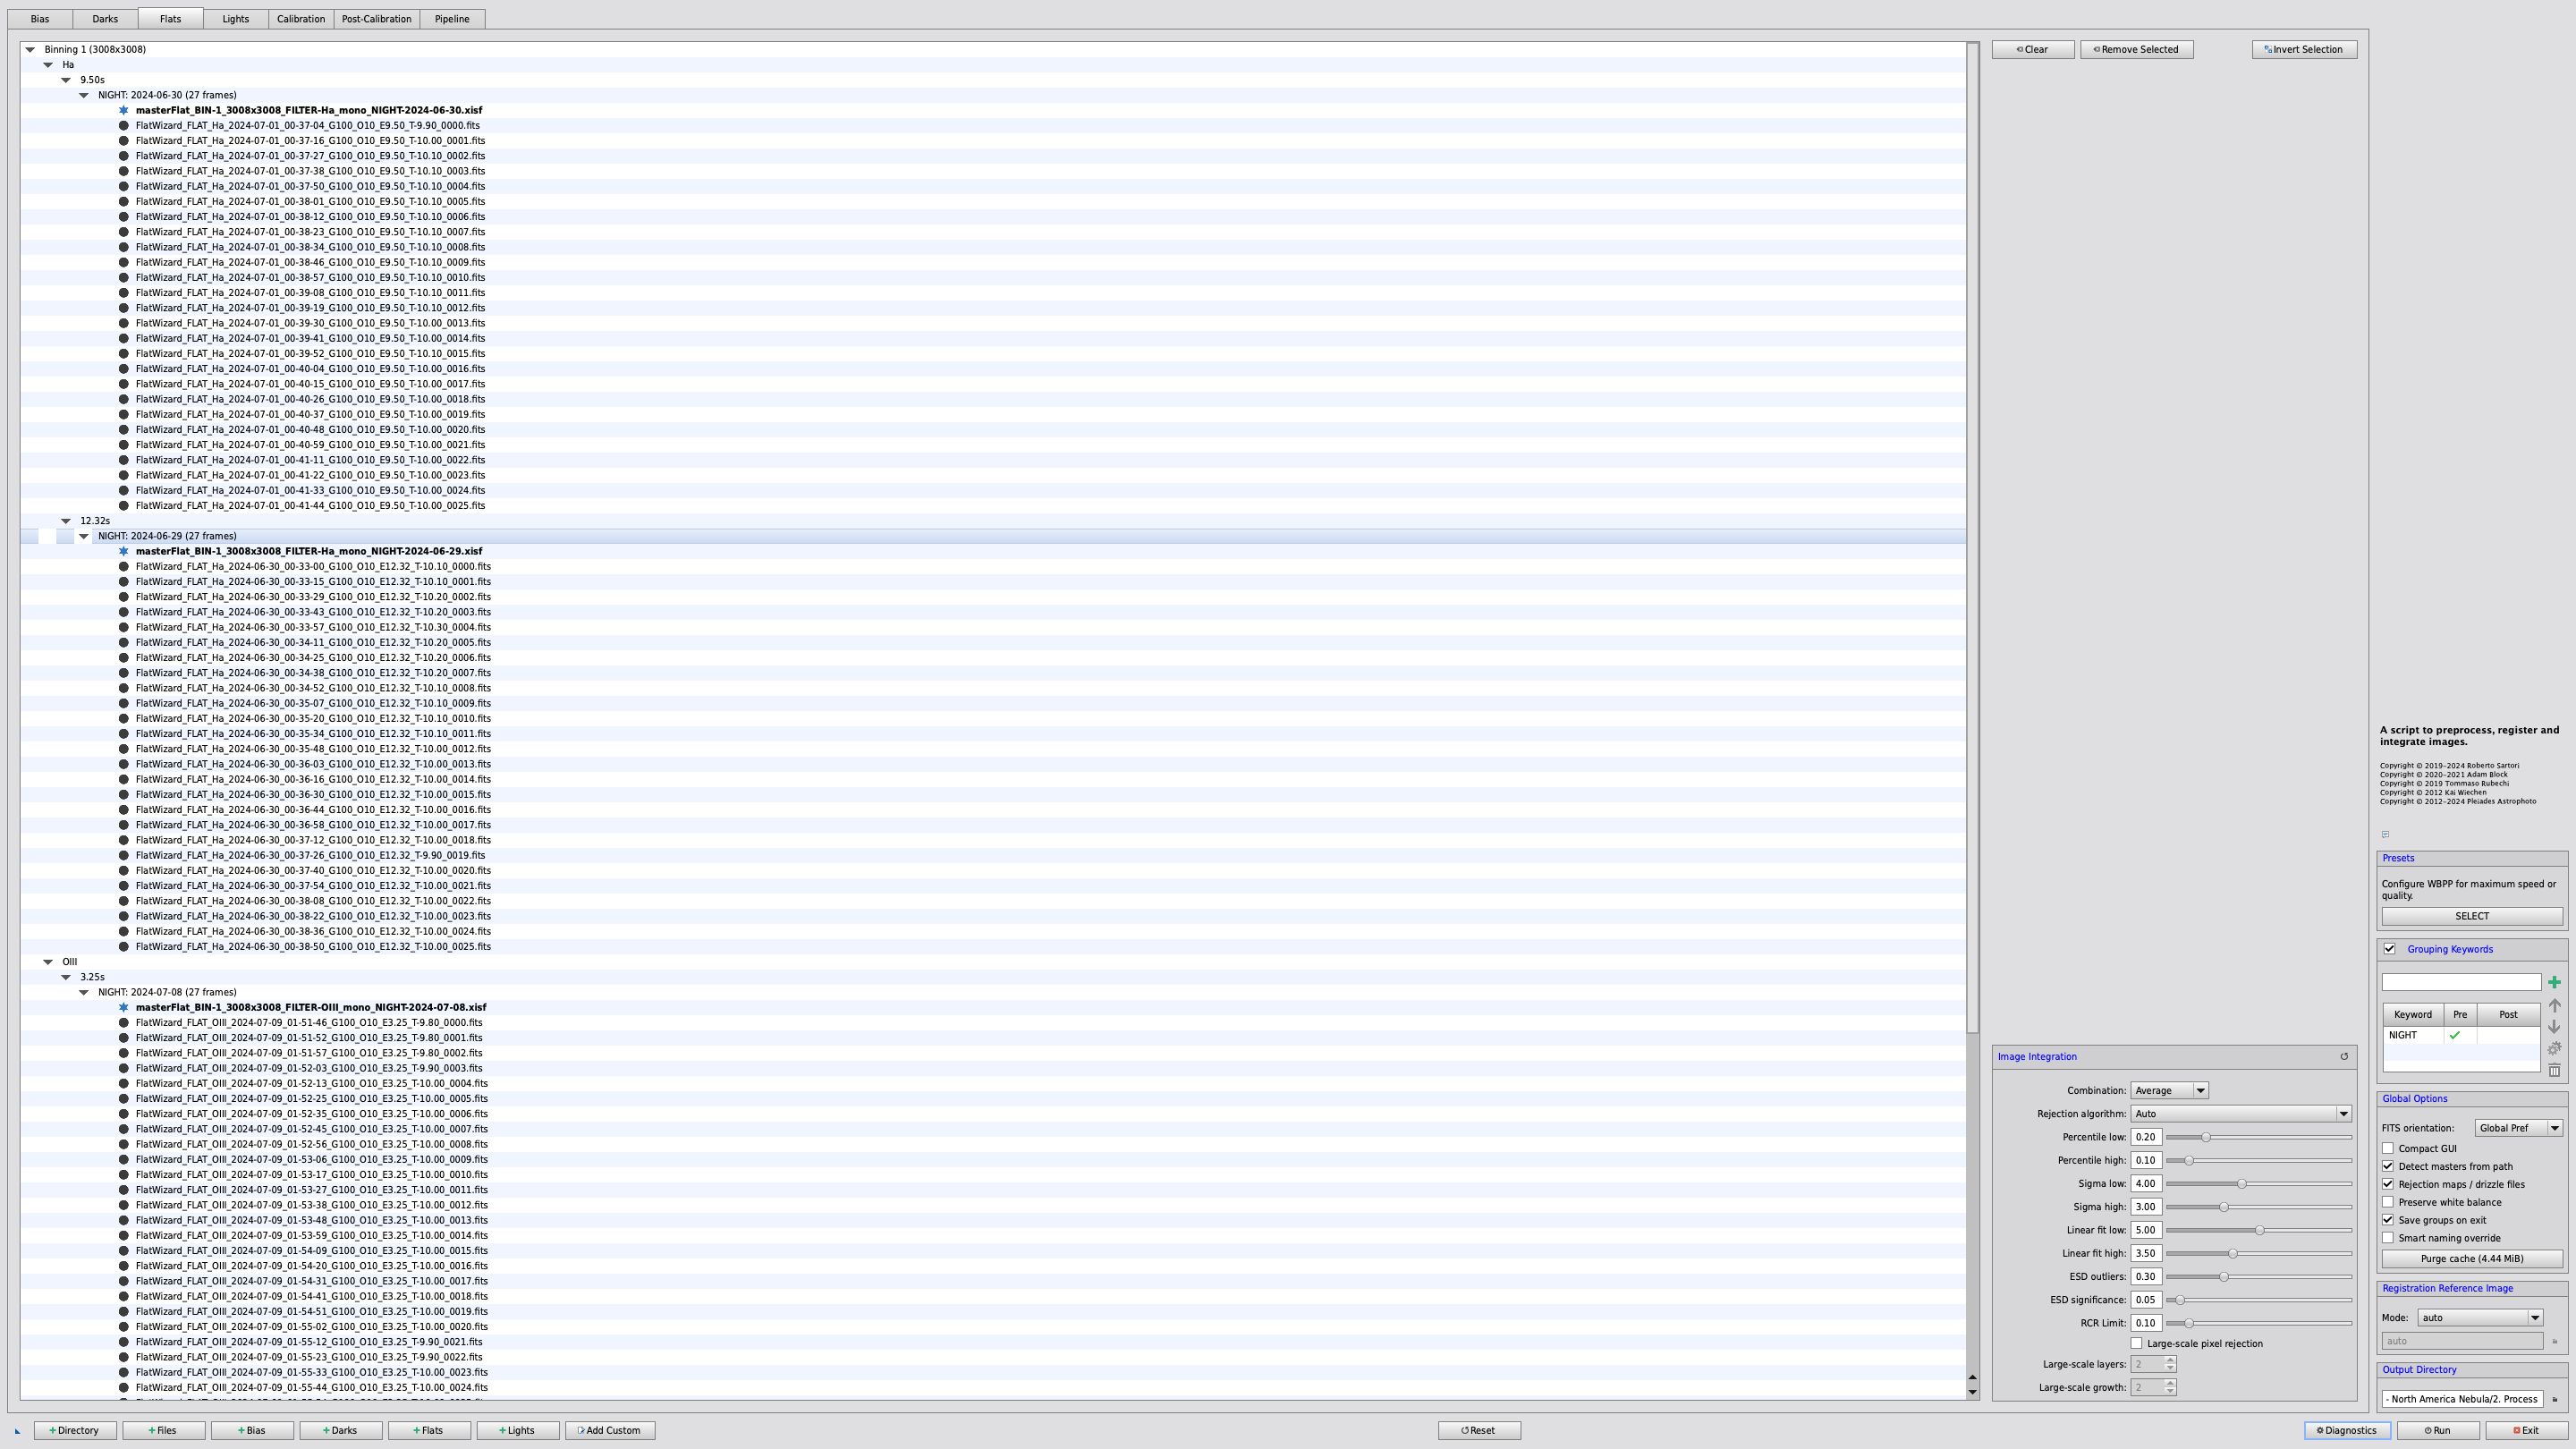 Bias Darks Flats Lights Calibration Post-Calibration Pipeline
Binning 1 (3008x3008)
Ha
9.50s
NIGHT: 2024-06-30 (27 frames)
masterFlat_BIN-1_3008x3008_FILTER-Ha_mono_NIGHT-2024-06-30.xisf
FlatWizard_FLAT_Ha_2024-07-01_00-37-04_G100_O10_E9.50_T-9.90_0000.fits
FlatWizard_FLAT_Ha_2024-07-01_00-37-16_G100_O10_E9.50_T-10.00_0001.fits
FlatWizard_FLAT_Ha_2024-07-01_00-37-27_G100_O10_E9.50_T-10.10_0002.fits
FlatWizard_FLAT_Ha_2024-07-01_00-37-38_G100_O10_E9.50_T-10.10_0003.fits
FlatWizard_FLAT_Ha_2024-07-01_00-37-50_G100_O10_E9.50_T-10.10_0004.fits
FlatWizard_FLAT_Ha_2024-07-01_00-38-01_G100_O10_E9.50_T-10.10_0005.fits
FlatWizard_FLAT_Ha_2024-07-01_00-38-12_G100_O10_E9.50_T-10.10_0006.fits
FlatWizard_FLAT_Ha_2024-07-01_00-38-23_G100_O10_E9.50_T-10.10_0007.fits
FlatWizard_FLAT_Ha_2024-07-01_00-38-34_G100_O10_E9.50_T-10.10_0008.fits
FlatWizard_FLAT_Ha_2024-07-01_00-38-46_G100_O10_E9.50_T-10.10_0009.fits
FlatWizard_FLAT_Ha_2024-07-01_00-38-57_G100_O10_E9.50_T-10.10_0010.fits
FlatWizard_FLAT_Ha_2024-07-01_00-39-08_G100_O10_E9.50_T-10.10_0011.fits
FlatWizard_FLAT_Ha_2024-07-01_00-39-19_G100_O10_E9.50_T-10.10_0012.fits
FlatWizard_FLAT_Ha_2024-07-01_00-39-30_G100_O10_E9.50_T-10.00_0013.fits
FlatWizard_FLAT_Ha_2024-07-01_00-39-41_G100_O10_E9.50_T-10.00_0014.fits
FlatWizard_FLAT_Ha_2024-07-01_00-39-52_G100_O10_E9.50_T-10.10_0015.fits
FlatWizard_FLAT_Ha_2024-07-01_00-40-04_G100_O10_E9.50_T-10.00_0016.fits
FlatWizard_FLAT_Ha_2024-07-01_00-40-15_G100_O10_E9.50_T-10.00_0017.fits
FlatWizard_FLAT_Ha_2024-07-01_00-40-26_G100_O10_E9.50_T-10.00_0018.fits
FlatWizard_FLAT_Ha_2024-07-01_00-40-37_G100_O10_E9.50_T-10.00_0019.fits
FlatWizard_FLAT_Ha_2024-07-01_00-40-48_G100_O10_E9.50_T-10.00_0020.fits
FlatWizard_FLAT_Ha_2024-07-01_00-40-59_G100_O10_E9.50_T-10.00_0021.fits
FlatWizard_FLAT_Ha_2024-07-01_00-41-11_G100_O10_E9.50_T-10.00_0022.fits
FlatWizard_FLAT_Ha_2024-07-01_00-41-22_G100_O10_E9.50_T-10.00_0023.fits
FlatWizard_FLAT_Ha_2024-07-01_00-41-33_G100_O10_E9.50_T-10.00_0024.fits
FlatWizard_FLAT_Ha_2024-07-01_00-41-44_G100_O10_E9.50_T-10.00_0025.fits
12.32s
NIGHT: 2024-06-29 (27 frames)
masterFlat_BIN-1_3008x3008_FILTER-Ha_mono_NIGHT-2024-06-29.xisf
FlatWizard_FLAT_Ha_2024-06-30_00-33-00_G100_O10_E12.32_T-10.10_0000.fits
FlatWizard_FLAT_Ha_2024-06-30_00-33-15_G100_O10_E12.32_T-10.10_0001.fits
FlatWizard_FLAT_Ha_2024-06-30_00-33-29_G100_O10_E12.32_T-10.20_0002.fits
FlatWizard_FLAT_Ha_2024-06-30_00-33-43_G100_O10_E12.32_T-10.20_0003.fits
FlatWizard_FLAT_Ha_2024-06-30_00-33-57_G100_O10_E12.32_T-10.30_0004.fits
FlatWizard_FLAT_Ha_2024-06-30_00-34-11_G100_O10_E12.32_T-10.20_0005.fits
FlatWizard_FLAT_Ha_2024-06-30_00-34-25_G100_O10_E12.32_T-10.20_0006.fits
FlatWizard_FLAT_Ha_2024-06-30_00-34-38_G100_O10_E12.32_T-10.20_0007.fits
FlatWizard_FLAT_Ha_2024-06-30_00-34-52_G100_O10_E12.32_T-10.10_0008.fits
FlatWizard_FLAT_Ha_2024-06-30_00-35-07_G100_O10_E12.32_T-10.10_0009.fits
FlatWizard_FLAT_Ha_2024-06-30_00-35-20_G100_O10_E12.32_T-10.10_0010.fits
FlatWizard_FLAT_Ha_2024-06-30_00-35-34_G100_O10_E12.32_T-10.10_0011.fits
FlatWizard_FLAT_Ha_2024-06-30_00-35-48_G100_O10_E12.32_T-10.00_0012.fits
FlatWizard_FLAT_Ha_2024-06-30_00-36-03_G100_O10_E12.32_T-10.00_0013.fits
FlatWizard_FLAT_Ha_2024-06-30_00-36-16_G100_O10_E12.32_T-10.00_0014.fits
FlatWizard_FLAT_Ha_2024-06-30_00-36-30_G100_O10_E12.32_T-10.00_0015.fits
FlatWizard_FLAT_Ha_2024-06-30_00-36-44_G100_O10_E12.32_T-10.00_0016.fits
FlatWizard_FLAT_Ha_2024-06-30_00-36-58_G100_O10_E12.32_T-10.00_0017.fits
FlatWizard_FLAT_Ha_2024-06-30_00-37-12_G100_O10_E12.32_T-10.00_0018.fits
FlatWizard_FLAT_Ha_2024-06-30_00-37-26_G100_O10_E12.32_T-9.90_0019.fits
FlatWizard_FLAT_Ha_2024-06-30_00-37-40_G100_O10_E12.32_T-10.00_0020.fits
FlatWizard_FLAT_Ha_2024-06-30_00-37-54_G100_O10_E12.32_T-10.00_0021.fits
FlatWizard_FLAT_Ha_2024-06-30_00-38-08_G100_O10_E12.32_T-10.00_0022.fits
FlatWizard_FLAT_Ha_2024-06-30_00-38-22_G100_O10_E12.32_T-10.00_0023.fits
FlatWizard_FLAT_Ha_2024-06-30_00-38-36_G100_O10_E12.32_T-10.00_0024.fits
FlatWizard_FLAT_Ha_2024-06-30_00-38-50_G100_O10_E12.32_T-10.00_0025.fits
OIII
3.25s
NIGHT: 2024-07-08 (27 frames)
masterFlat_BIN-1_3008x3008_FILTER-OIII_mono_NIGHT-2024-07-08.xisf
FlatWizard_FLAT_OIII_2024-07-09_01-51-46_G100_O10_E3.25_T-9.80_0000.fits
FlatWizard_FLAT_OIII_2024-07-09_01-51-52_G100_O10_E3.25_T-9.80_0001.fits
FlatWizard_FLAT_OIII_2024-07-09_01-51-57_G100_O10_E3.25_T-9.80_0002.fits
FlatWizard_FLAT_OIII_2024-07-09_01-52-03_G100_O10_E3.25_T-9.90_0003.fits
FlatWizard_FLAT_OIII_2024-07-09_01-52-13_G100_O10_E3.25_T-10.00_0004.fits
FlatWizard_FLAT_OIII_2024-07-09_01-52-25_G100_O10_E3.25_T-10.00_0005.fits
FlatWizard_FLAT_OIII_2024-07-09_01-52-35_G100_O10_E3.25_T-10.00_0006.fits
FlatWizard_FLAT_OIII_2024-07-09_01-52-45_G100_O10_E3.25_T-10.00_0007.fits
FlatWizard_FLAT_OIII_2024-07-09_01-52-56_G100_O10_E3.25_T-10.00_0008.fits
FlatWizard_FLAT_OIII_2024-07-09_01-53-06_G100_O10_E3.25_T-10.00_0009.fits
FlatWizard_FLAT_OIII_2024-07-09_01-53-17_G100_O10_E3.25_T-10.00_0010.fits
FlatWizard_FLAT_OIII_2024-07-09_01-53-27_G100_O10_E3.25_T-10.00_0011.fits
FlatWizard_FLAT_OIII_2024-07-09_01-53-38_G100_O10_E3.25_T-10.00_0012.fits
FlatWizard_FLAT_OIII_2024-07-09_01-53-48_G100_O10_E3.25_T-10.00_0013.fits
FlatWizard_FLAT_OIII_2024-07-09_01-53-59_G100_O10_E3.25_T-10.00_0014.fits
FlatWizard_FLAT_OIII_2024-07-09_01-54-09_G100_O10_E3.25_T-10.00_0015.fits
FlatWizard_FLAT_OIII_2024-07-09_01-54-20_G100_O10_E3.25_T-10.00_0016.fits
FlatWizard_FLAT_OIII_2024-07-09_01-54-31_G100_O10_E3.25_T-10.00_0017.fits
FlatWizard_FLAT_OIII_2024-07-09_01-54-41_G100_O10_E3.25_T-10.00_0018.fits
FlatWizard_FLAT_OIII_2024-07-09_01-54-51_G100_O10_E3.25_T-10.00_0019.fits
FlatWizard_FLAT_OIII_2024-07-09_01-55-02_G100_O10_E3.25_T-10.00_0020.fits
FlatWizard_FLAT_OIII_2024-07-09_01-55-12_G100_O10_E3.25_T-9.90_0021.fits
FlatWizard_FLAT_OIII_2024-07-09_01-55-23_G100_O10_E3.25_T-9.90_0022.fits
FlatWizard_FLAT_OIII_2024-07-09_01-55-33_G100_O10_E3.25_T-10.00_0023.fits
FlatWizard_FLAT_OIII_2024-07-09_01-55-44_G100_O10_E3.25_T-10.00_0024.fits
Clear Remove Selected Invert Selection
Image Integration
Combination: Average
Rejection algorithm: Auto
Percentile low: 0.20
Percentile high: 0.10
Sigma low: 4.00
Sigma high: 3.00
Linear fit low: 5.00
Linear fit high: 3.50
ESD outliers: 0.30
ESD significance: 0.05
RCR Limit: 0.10
Large-scale pixel rejection
Large-scale layers: 2
Large-scale growth: 2
A script to preprocess, register and
integrate images.
Copyright © 2019-2024 Roberto Sartori
Copyright © 2020-2021 Adam Block
Copyright © 2019 Tommaso Rubechi
Copyright © 2012 Kai Wiechen
Copyright © 2012-2024 Pleiades Astrophoto
Presets
Configure WBPP for maximum speed or
quality.
SELECT
Grouping Keywords
Keyword Pre Post
NIGHT
Global Options
FITS orientation: Global Pref
Compact GUI
Detect masters from path
Rejection maps / drizzle files
Preserve white balance
Save groups on exit
Smart naming override
Purge cache (4.44 MiB)
Registration Reference Image
Mode: auto
auto
Output Directory
- North America Nebula/2. Process
Directory Files Bias Darks Flats Lights Add Custom Reset Diagnostics Run Exit